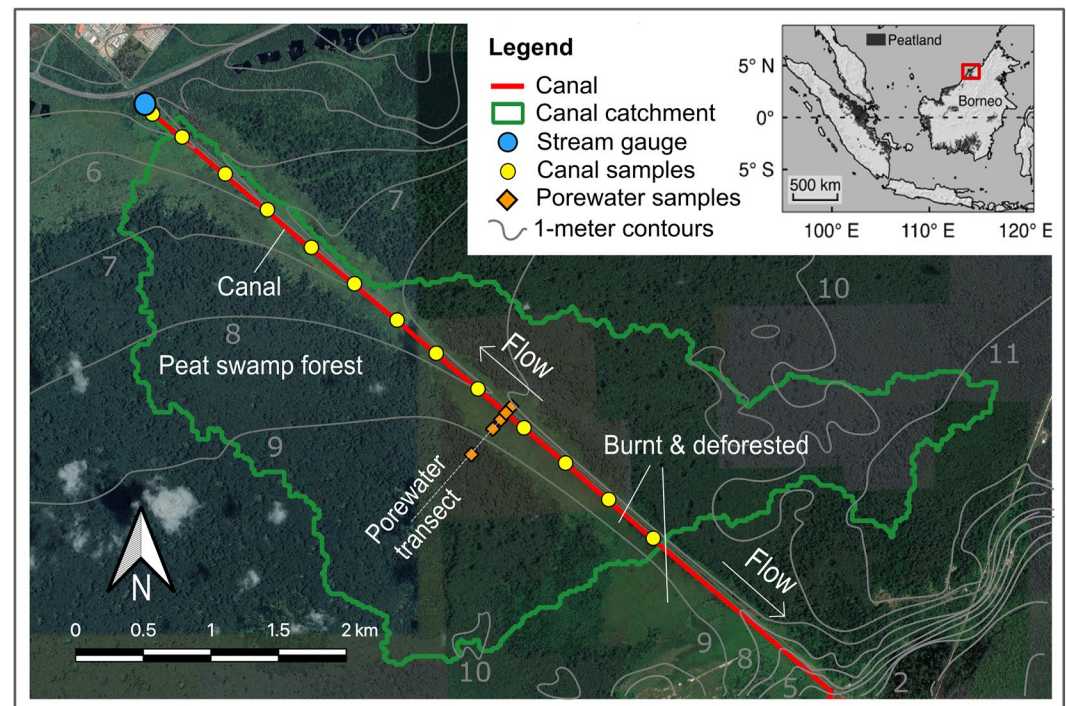 Legend
Canal
Canal catchment
Stream gauge
Canal samples
Porewater samples
1-meter contours
Peatland
5° N
0°
5° S
Borneo
500 km
100° E
110° E
120° E
6
7
7
Canal
8
Peat swamp forest
9
10
11
Flow
Burnt & deforested
Porewater
transect
Flow
N
0 0.5 1 1.5 2 km
10
9
8
5
2